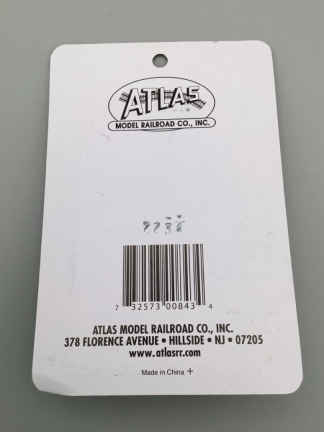 ATLAS
MODEL RAILROAD CO., INC.
7 32573 00843 4
ATLAS MODEL RAILROAD CO., INC.
378 FLORENCE AVENUE • HILLSIDE • NJ • 07205
www.atlasrr.com
Made in China +